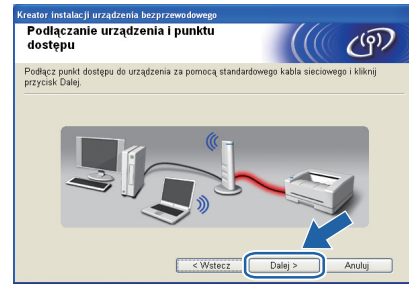 Kreator instalacji urządzenia bezprzewodowego
Podłączanie urządzenia i punktu
dostępu
Podłącz punkt dostępu do urządzenia za pomocą standardowego kabla sieciowego i kliknij
przycisk Dalej.
< Wstecz Dalej > Anuluj